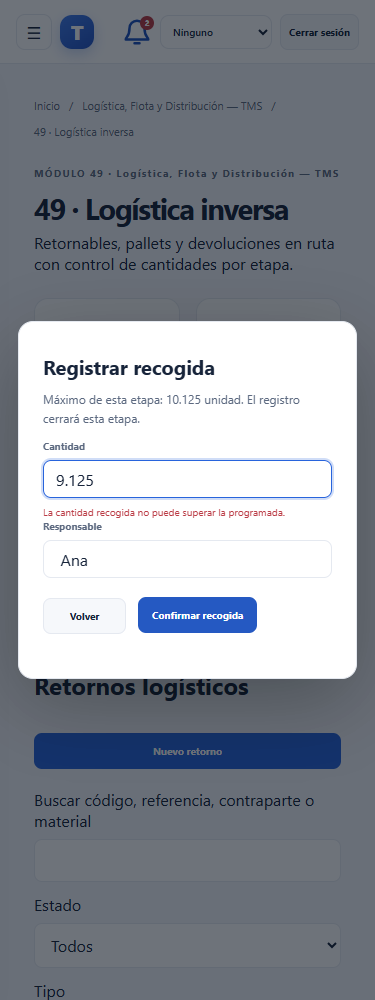 ☰
T
2
Ninguno
Cerrar sesión
Inicio / Logística, Flota y Distribución — TMS /
49 · Logística inversa
MÓDULO 49 · Logística, Flota y Distribución — TMS
49 · Logística inversa
Retornables, pallets y devoluciones en ruta
con control de cantidades por etapa.
Registrar recogida
Máximo de esta etapa: 10.125 unidad. El registro
cerrará esta etapa.
Cantidad
9.125
La cantidad recogida no puede superar la programada.
Responsable
Ana
Volver
Confirmar recogida
Retornos logísticos
Nuevo retorno
Buscar código, referencia, contraparte o
material
Estado
Todos
Tipo